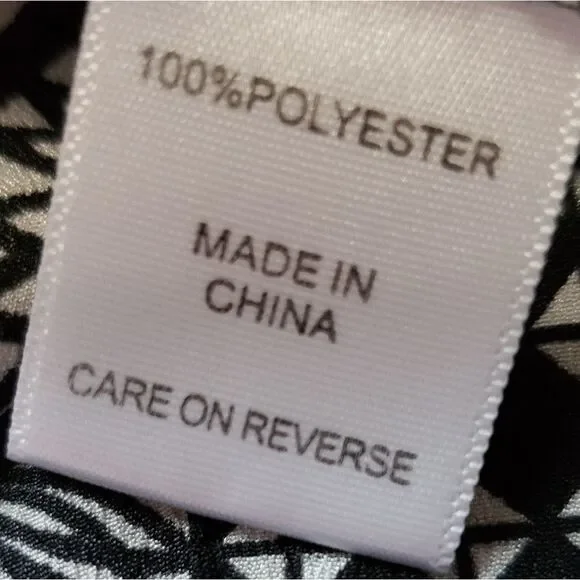 100%POLYESTER
MADE IN
CHINA
CARE ON REVERSE